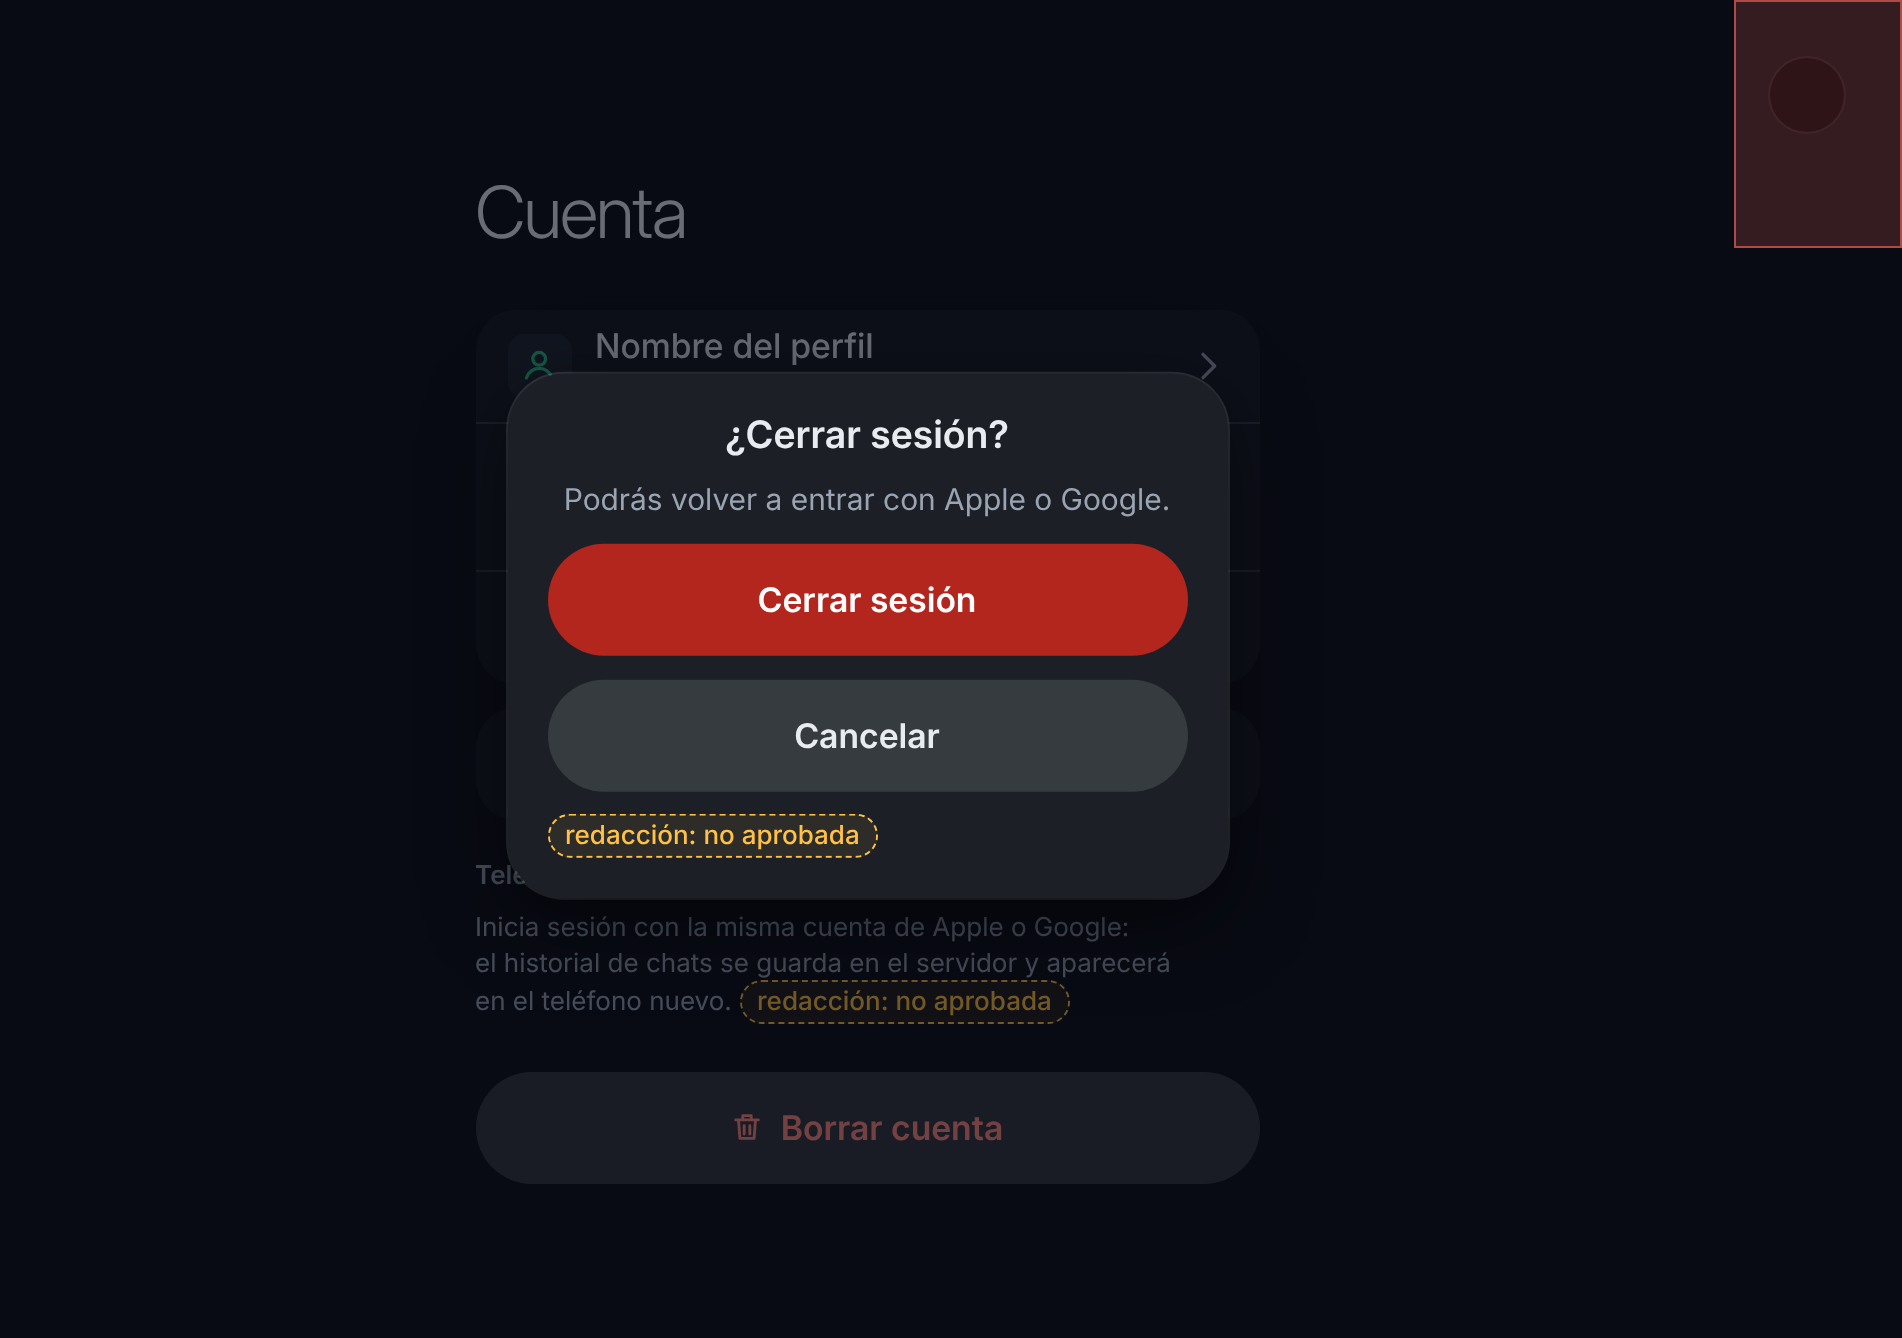 Cuenta
Nombre del perfil
¿Cerrar sesión?
Podrás volver a entrar con Apple o Google.
Cerrar sesión
Cancelar
redacción: no aprobada
Inicia sesión con la misma cuenta de Apple o Google:
el historial de chats se guarda en el servidor y aparecerá
en el teléfono nuevo. redacción: no aprobada
Borrar cuenta